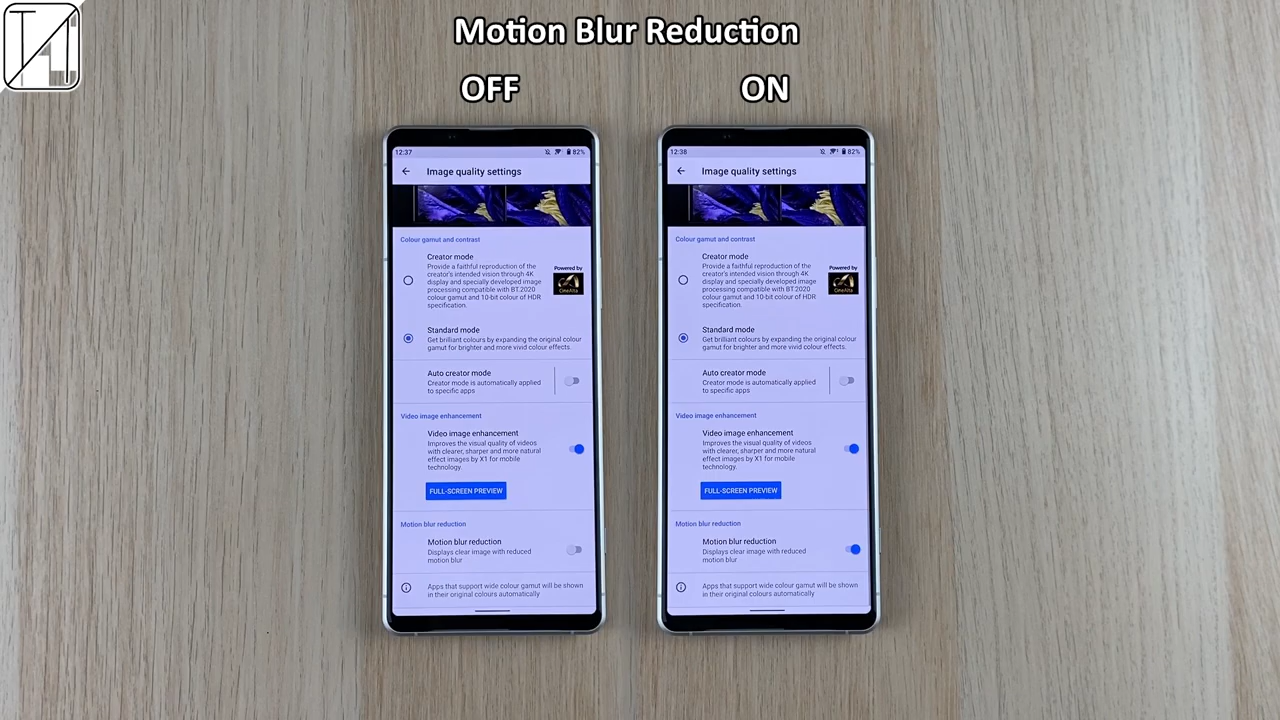 Motion Blur Reduction
OFF
ON
12:37
82%
Image quality settings
Colour gamut and contrast
Creator mode
Provide a faithful reproduction of the
creator's intended vision through 4K
display and specially developed image
processing compatible with BT.2020
colour gamut and 10-bit colour of HDR
specification.
Powered by
CineAlta
Standard mode
Get brilliant colours by expanding the original colour
gamut for brighter and more vivid colour effects.
Auto creator mode
Creator mode is automatically applied
to specific apps
Video image enhancement
Video image enhancement
Improves the visual quality of videos
with clearer, sharper and more natural
effect images by X1 for mobile
technology.
FULL-SCREEN PREVIEW
Motion blur reduction
Motion blur reduction
Displays clear image with reduced
motion blur
Apps that support wide colour gamut will be shown
in their original colours automatically
12:38
82%
Image quality settings
Colour gamut and contrast
Creator mode
Provide a faithful reproduction of the
creator's intended vision through 4K
display and specially developed image
processing compatible with BT.2020
colour gamut and 10-bit colour of HDR
specification.
Powered by
CineAlta
Standard mode
Get brilliant colours by expanding the original colour
gamut for brighter and more vivid colour effects.
Auto creator mode
Creator mode is automatically applied
to specific apps
Video image enhancement
Video image enhancement
Improves the visual quality of videos
with clearer, sharper and more natural
effect images by X1 for mobile
technology.
FULL-SCREEN PREVIEW
Motion blur reduction
Motion blur reduction
Displays clear image with reduced
motion blur
Apps that support wide colour gamut will be shown
in their original colours automatically